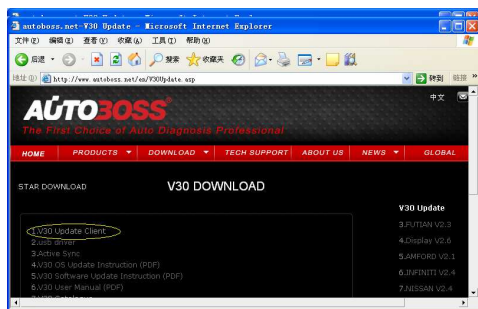 autoboss.net-V30 Update - Microsoft Internet Explorer
文件(F) 编辑(E) 查看(V) 收藏(A) 工具(T) 帮助(H)
后退 搜索 收藏夹
地址(D) http://www.autoboss.net/en/V30Update.asp 转到 链接 »
中文
AUTOBOSS
The First Choice of Auto Diagnosis Professional
HOME PRODUCTS DOWNLOAD TECH SUPPORT ABOUT US NEWS GLOBAL
STAR DOWNLOAD V30 DOWNLOAD
V30 Update
1.V30 Update Client
2.usb driver
3.Active Sync
4.V30 OS Update Instruction (PDF)
5.V30 Software Update Instruction (PDF)
6.V30 User Manual (PDF)
3.FUTIAN V2.3
4.Display V2.6
5.AMFORD V2.1
6.INFINITI V2.4
7.NISSAN V2.4